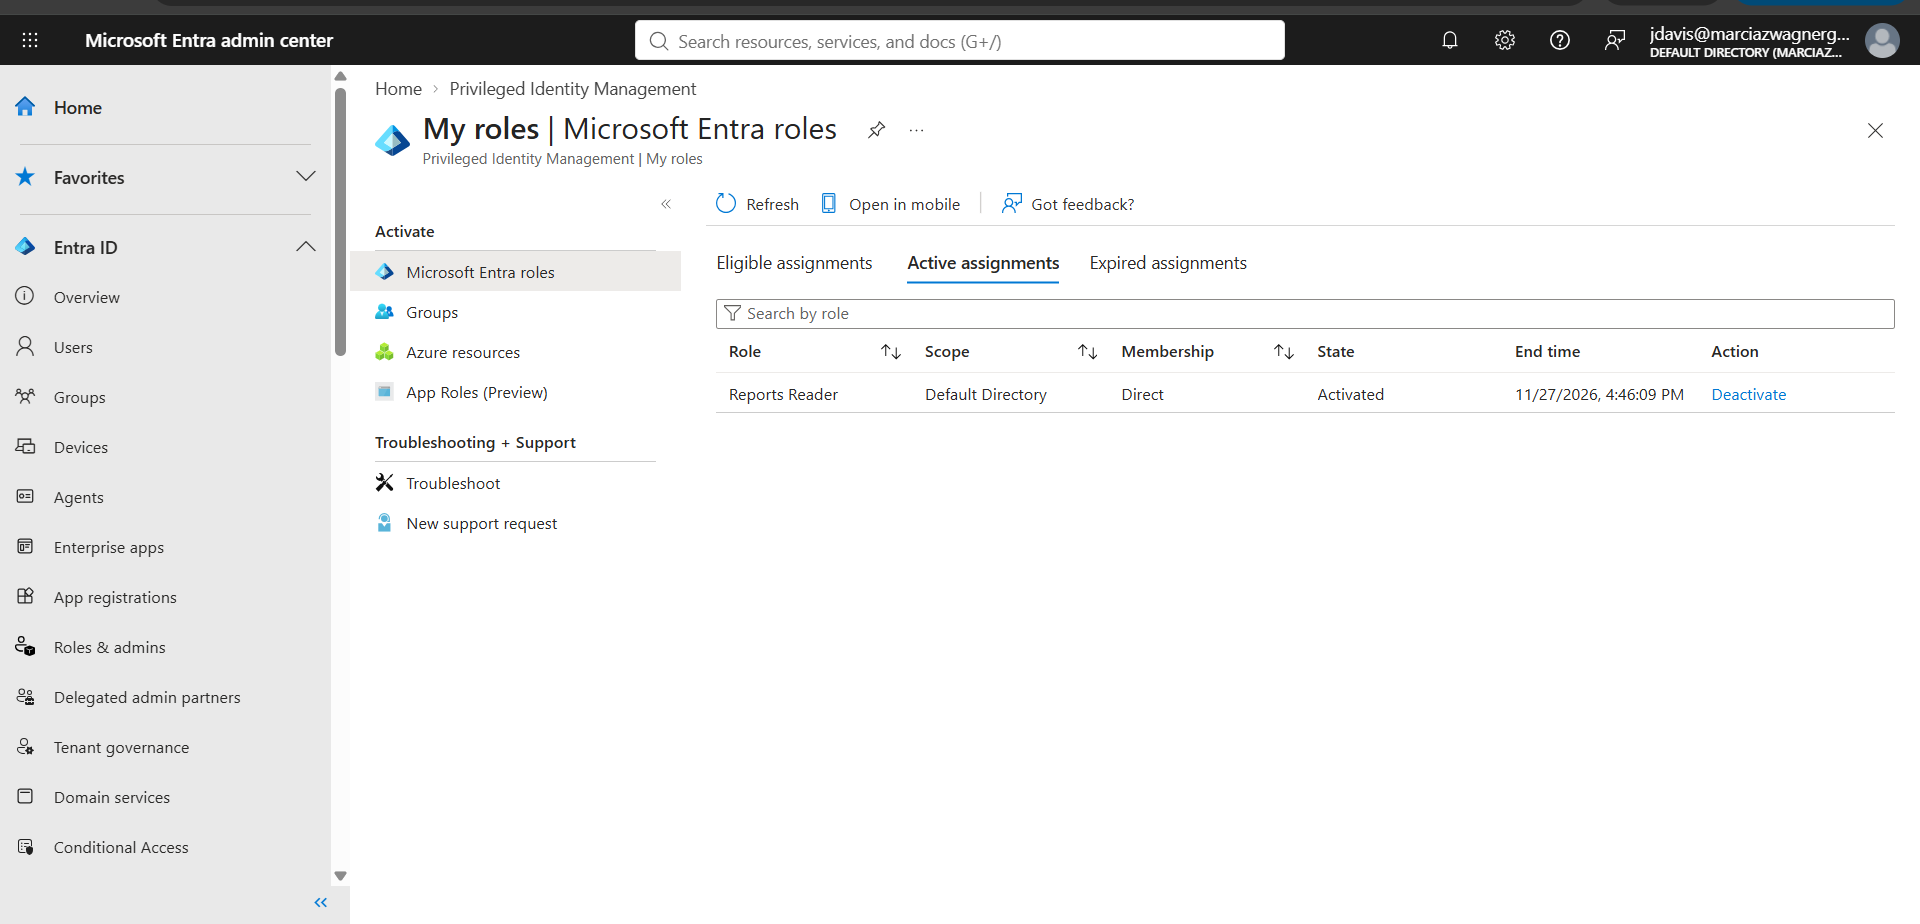 Microsoft Entra admin center
Search resources, services, and docs (G+/)
jdavis@marciazwagnerg...
DEFAULT DIRECTORY (MARCIAZ...
Home
Favorites
Entra ID
Overview
Users
Groups
Devices
Agents
Enterprise apps
App registrations
Roles & admins
Delegated admin partners
Tenant governance
Domain services
Conditional Access
Home > Privileged Identity Management
My roles | Microsoft Entra roles
Privileged Identity Management | My roles
Activate
Microsoft Entra roles
Groups
Azure resources
App Roles (Preview)
Troubleshooting + Support
Troubleshoot
New support request
Refresh Open in mobile Got feedback?
Eligible assignments Active assignments Expired assignments
Search by role
Role Scope Membership State End time Action
Reports Reader Default Directory Direct Activated 11/27/2026, 4:46:09 PM Deactivate